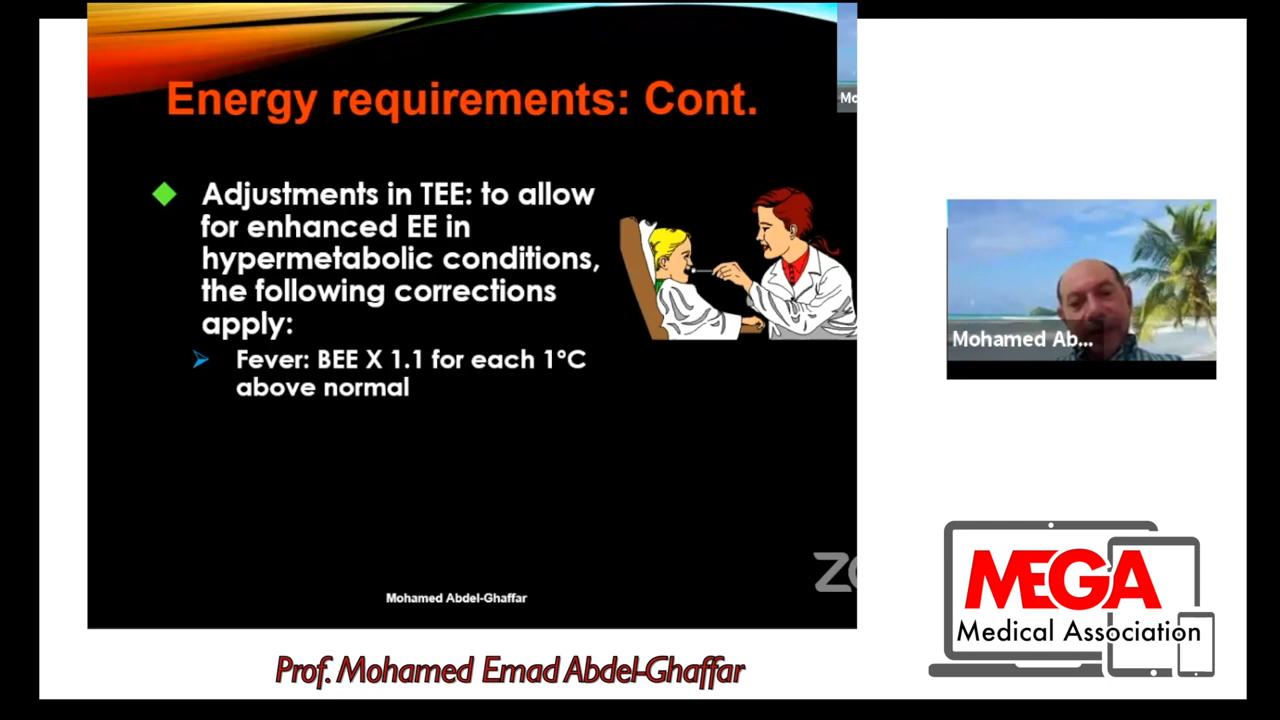 Energy requirements: Cont.
Mo
Adjustments in TEE: to allow
for enhanced EE in
hypermetabolic conditions,
the following corrections
apply:
Fever: BEE X 1.1 for each 1°C
above normal
Mohamed Abdel-Ghaffar
Mohamed Ab...
MEGA
Medical Association
Prof. Mohamed Emad Abdel-Ghaffar